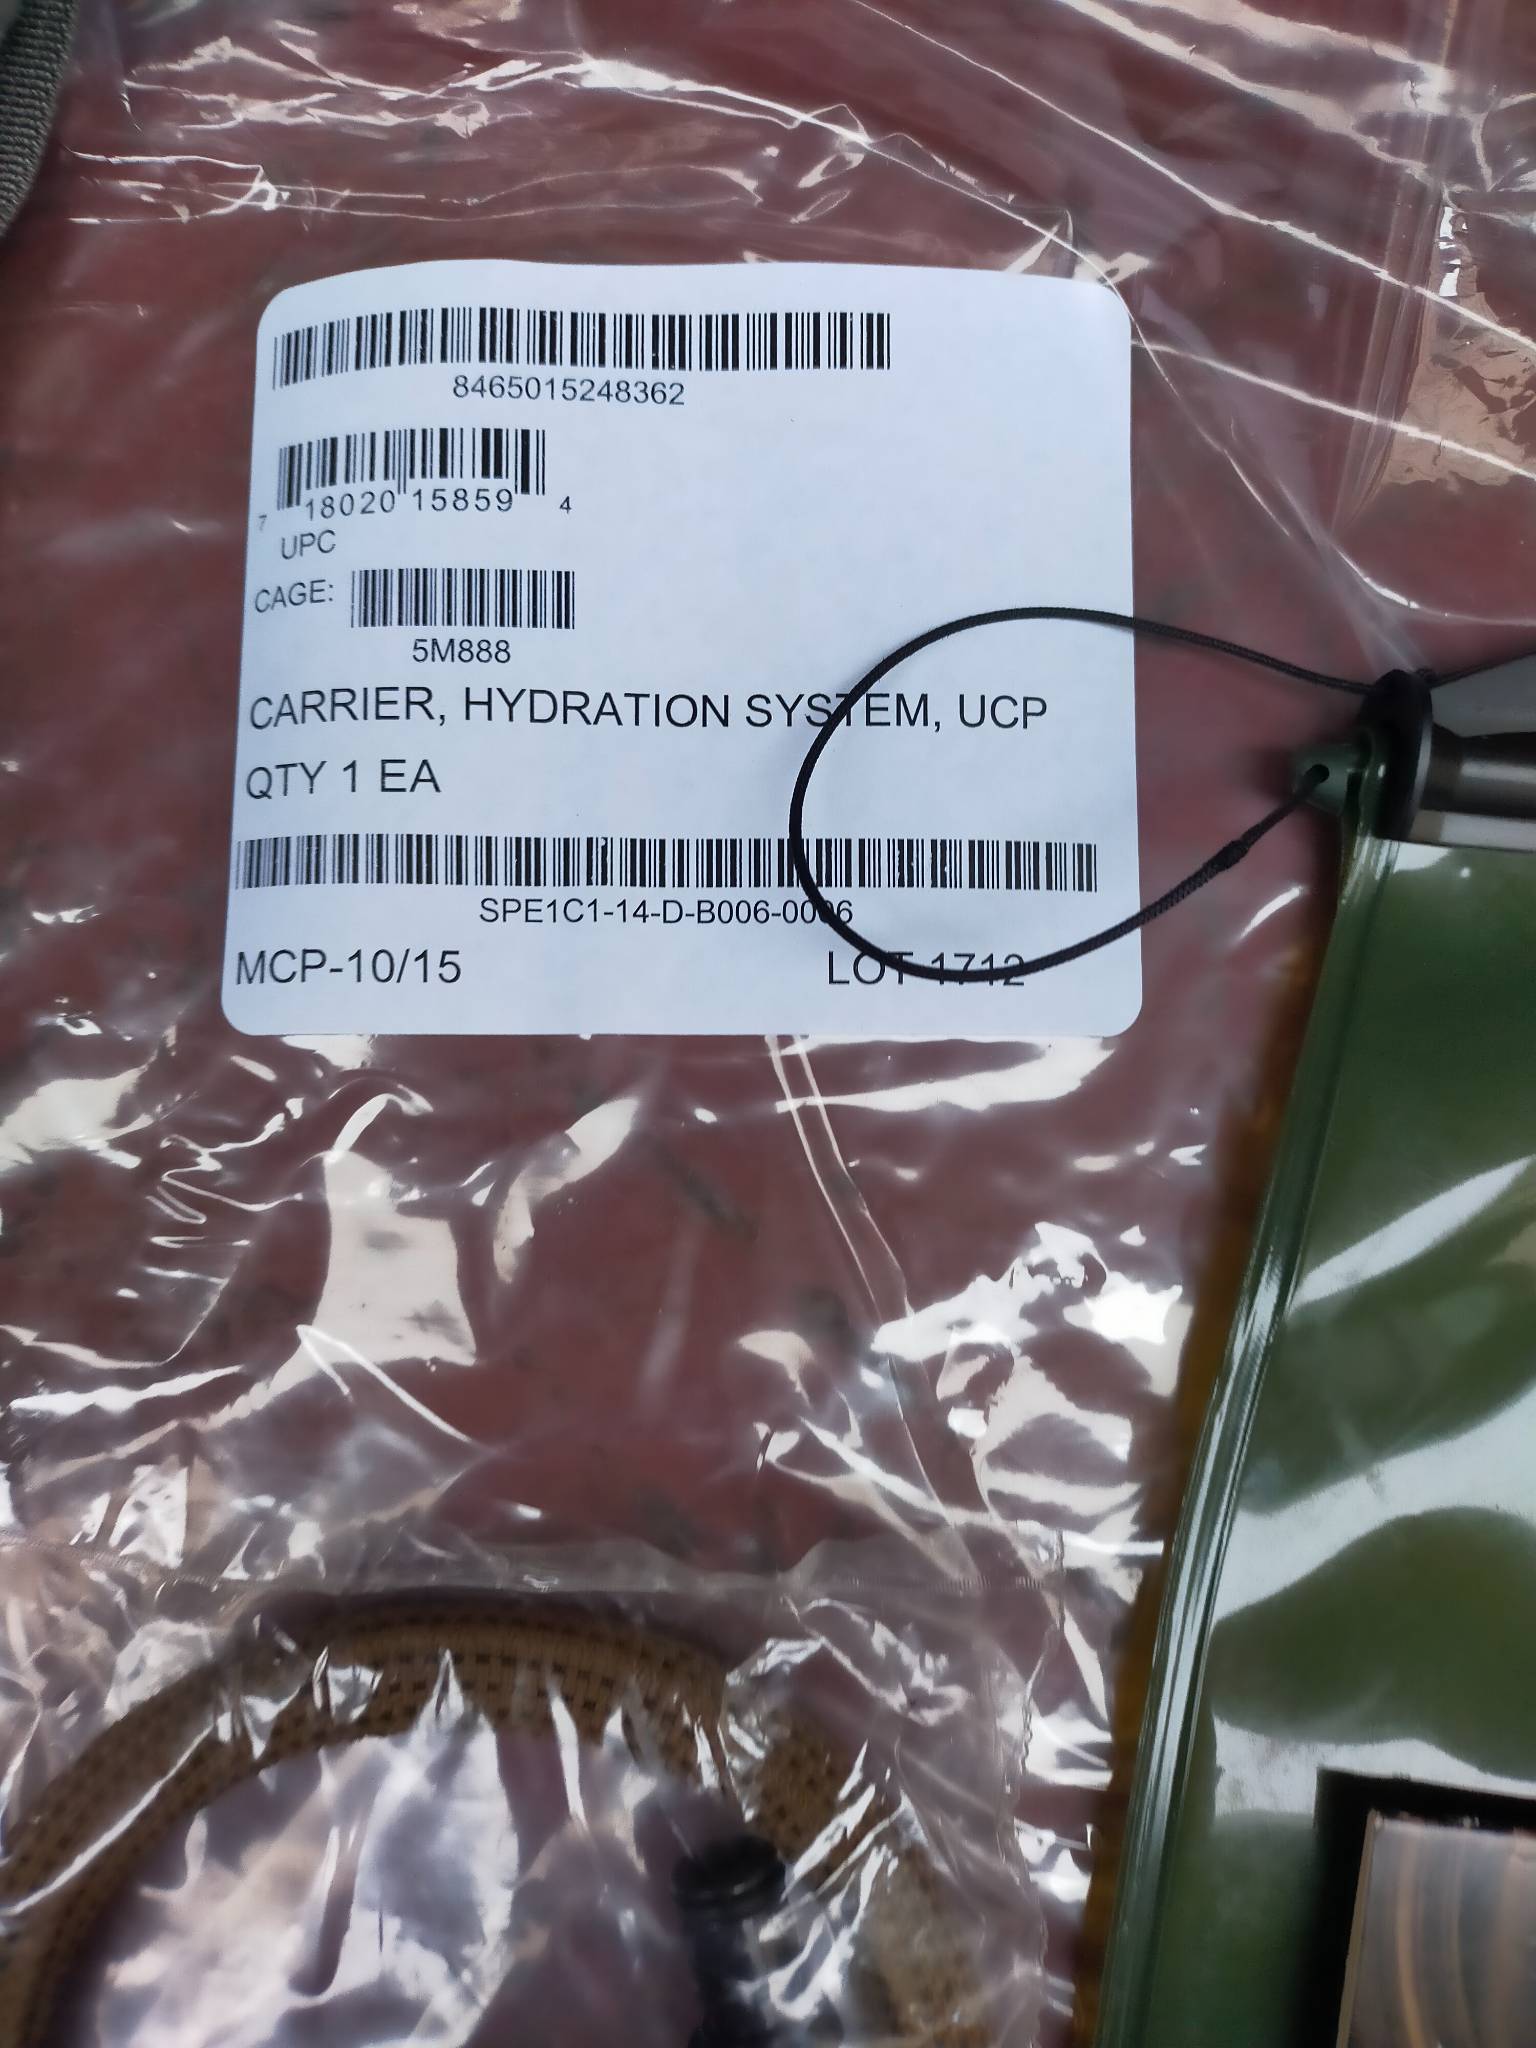 8465015248362
7 18020 15859 4
UPC
CAGE:
5M888
CARRIER, HYDRATION SYSTEM, UCP
QTY 1 EA
SPE1C1-14-D-B006-0006
MCP-10/15 LOT 1712